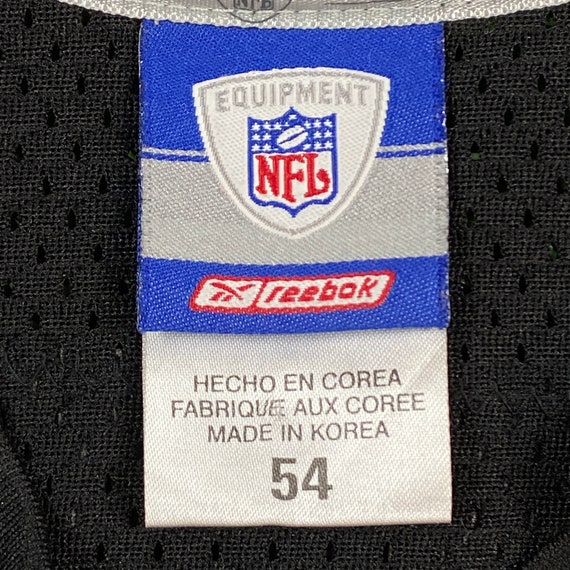 EQUIPMENT
NFL
reebok
HECHO EN COREA
FABRIQUE AUX COREE
MADE IN KOREA
54